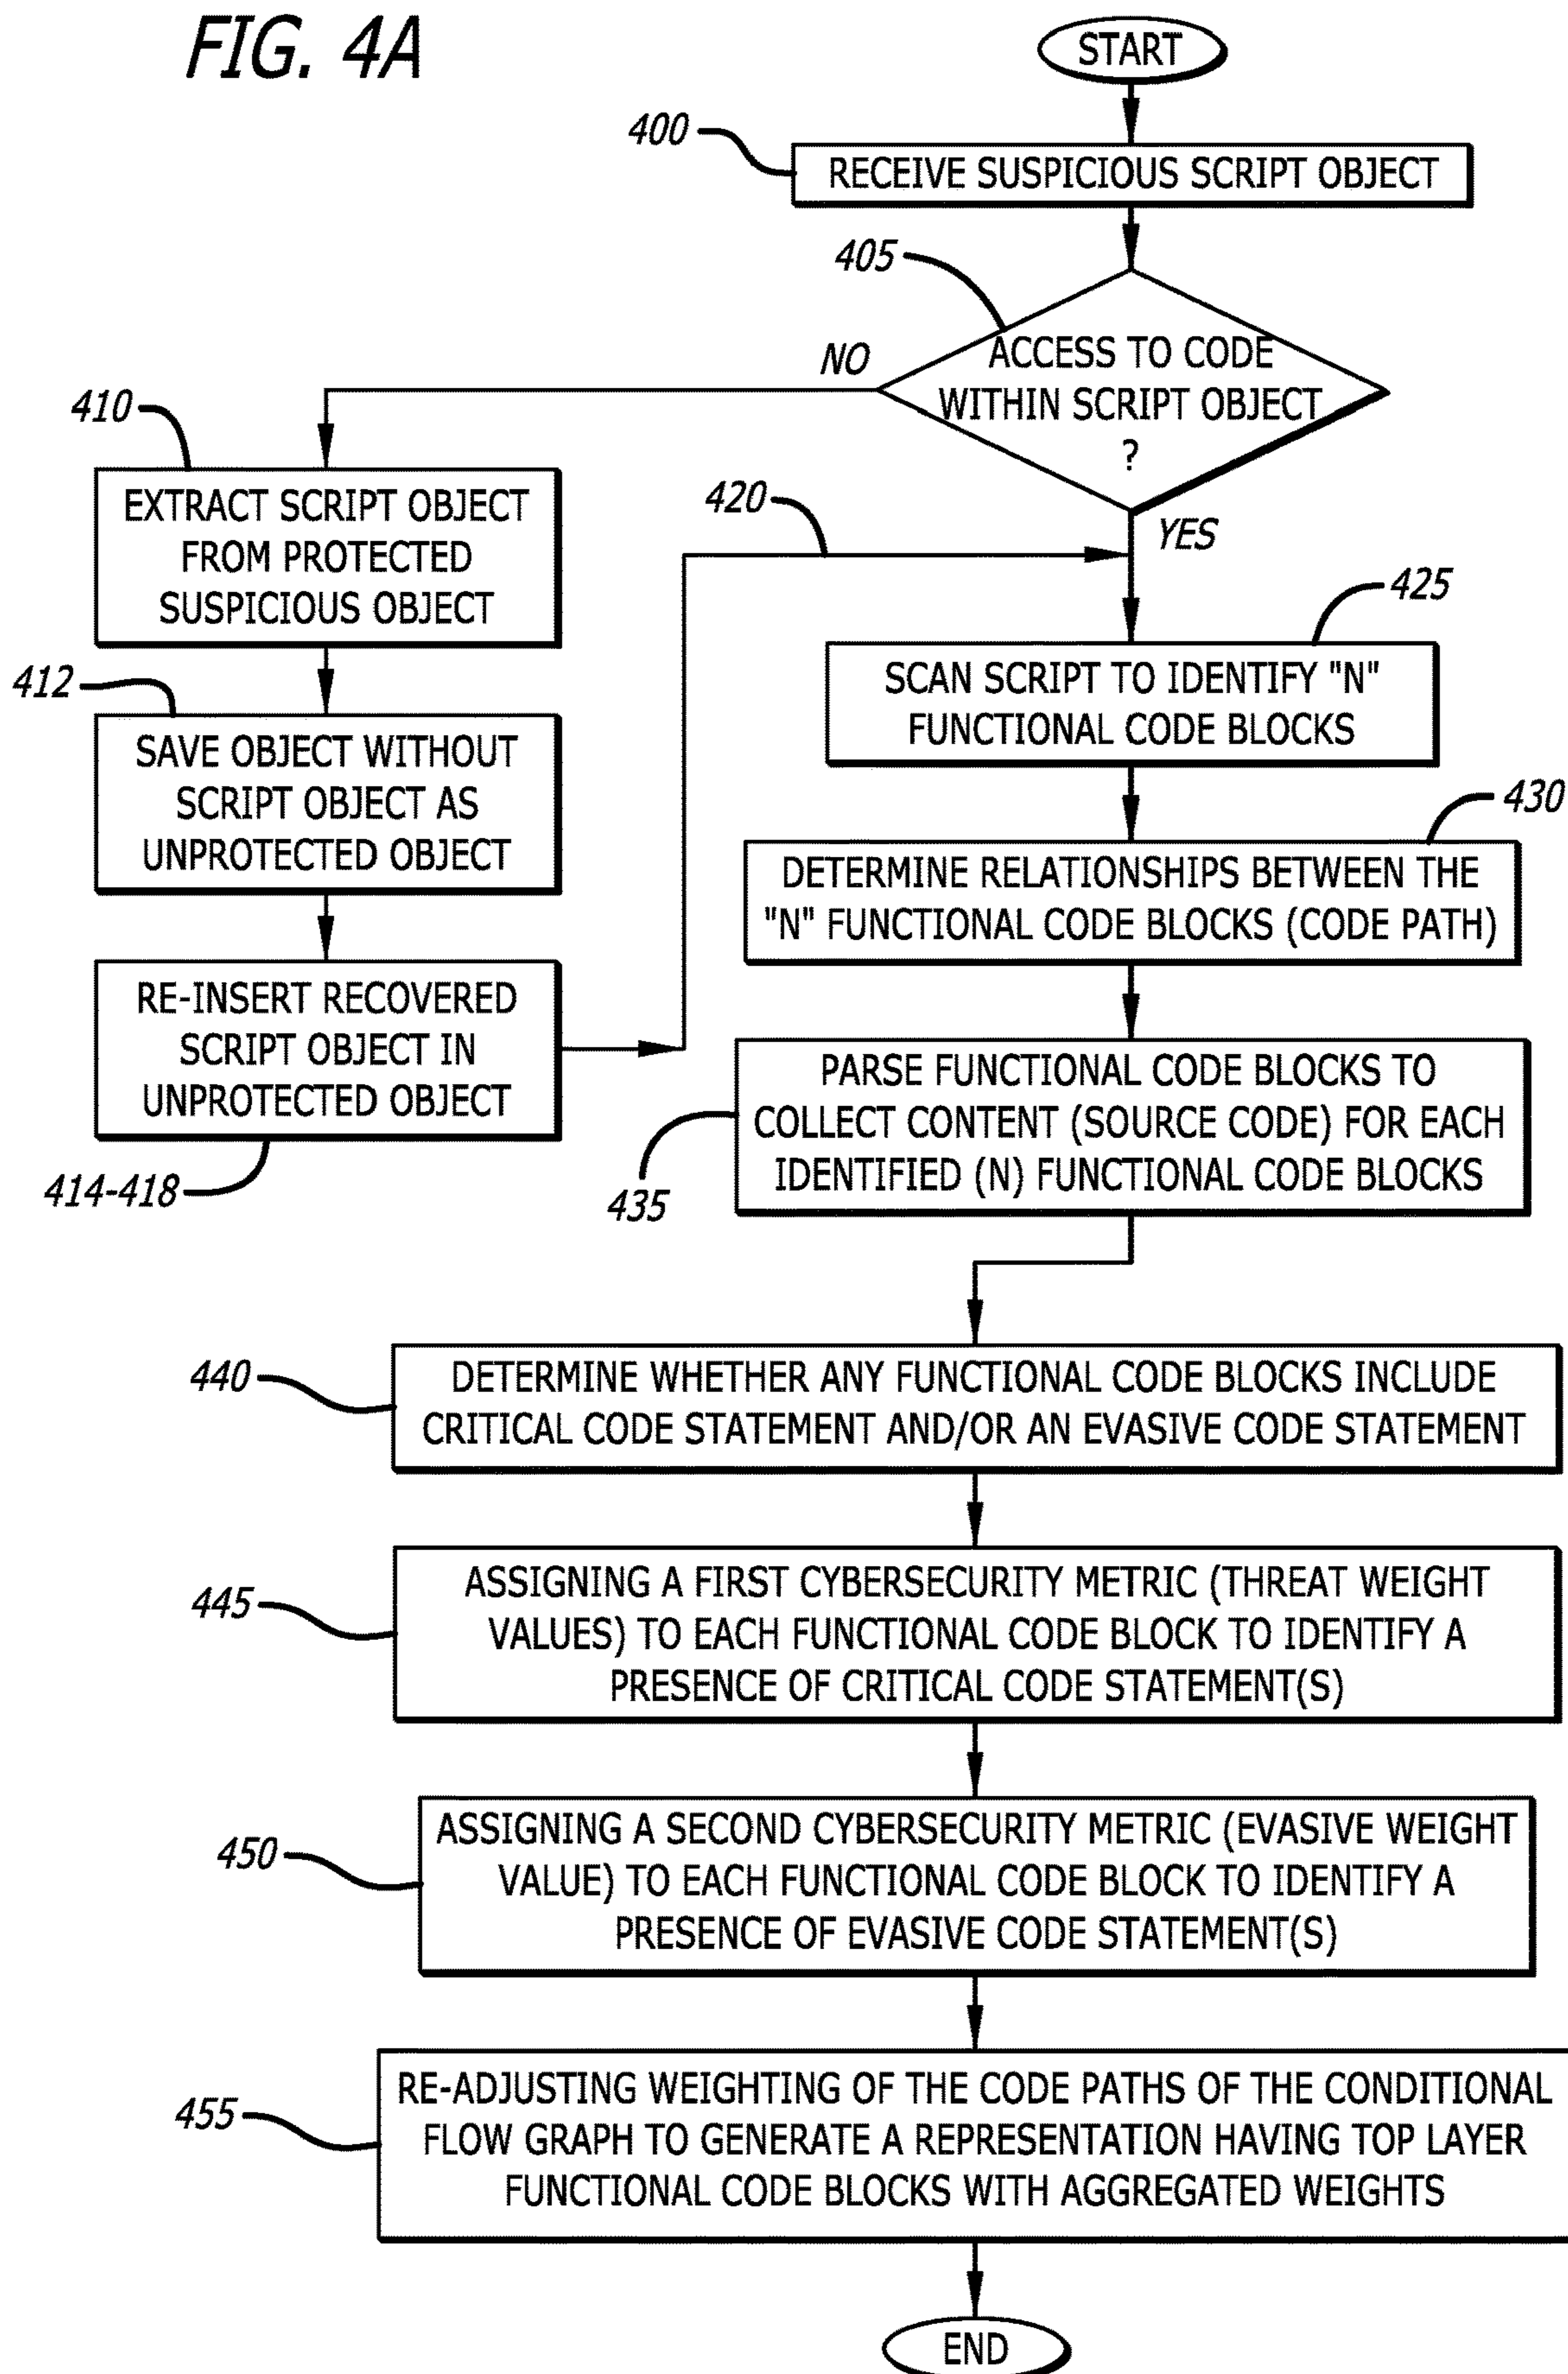 FIG. 4A
START
400
RECEIVE SUSPICIOUS SCRIPT OBJECT
405
ACCESS TO CODE
WITHIN SCRIPT OBJECT
?
NO
YES
410
EXTRACT SCRIPT OBJECT
FROM PROTECTED
SUSPICIOUS OBJECT
412
SAVE OBJECT WITHOUT
SCRIPT OBJECT AS
UNPROTECTED OBJECT
RE-INSERT RECOVERED
SCRIPT OBJECT IN
UNPROTECTED OBJECT
414-418
420
425
SCAN SCRIPT TO IDENTIFY "N"
FUNCTIONAL CODE BLOCKS
430
DETERMINE RELATIONSHIPS BETWEEN THE
"N" FUNCTIONAL CODE BLOCKS (CODE PATH)
PARSE FUNCTIONAL CODE BLOCKS TO
COLLECT CONTENT (SOURCE CODE) FOR EACH
IDENTIFIED (N) FUNCTIONAL CODE BLOCKS
435
440
DETERMINE WHETHER ANY FUNCTIONAL CODE BLOCKS INCLUDE
CRITICAL CODE STATEMENT AND/OR AN EVASIVE CODE STATEMENT
445
ASSIGNING A FIRST CYBERSECURITY METRIC (THREAT WEIGHT
VALUES) TO EACH FUNCTIONAL CODE BLOCK TO IDENTIFY A
PRESENCE OF CRITICAL CODE STATEMENT(S)
450
ASSIGNING A SECOND CYBERSECURITY METRIC (EVASIVE WEIGHT
VALUE) TO EACH FUNCTIONAL CODE BLOCK TO IDENTIFY A
PRESENCE OF EVASIVE CODE STATEMENT(S)
455
RE-ADJUSTING WEIGHTING OF THE CODE PATHS OF THE CONDITIONAL
FLOW GRAPH TO GENERATE A REPRESENTATION HAVING TOP LAYER
FUNCTIONAL CODE BLOCKS WITH AGGREGATED WEIGHTS
END